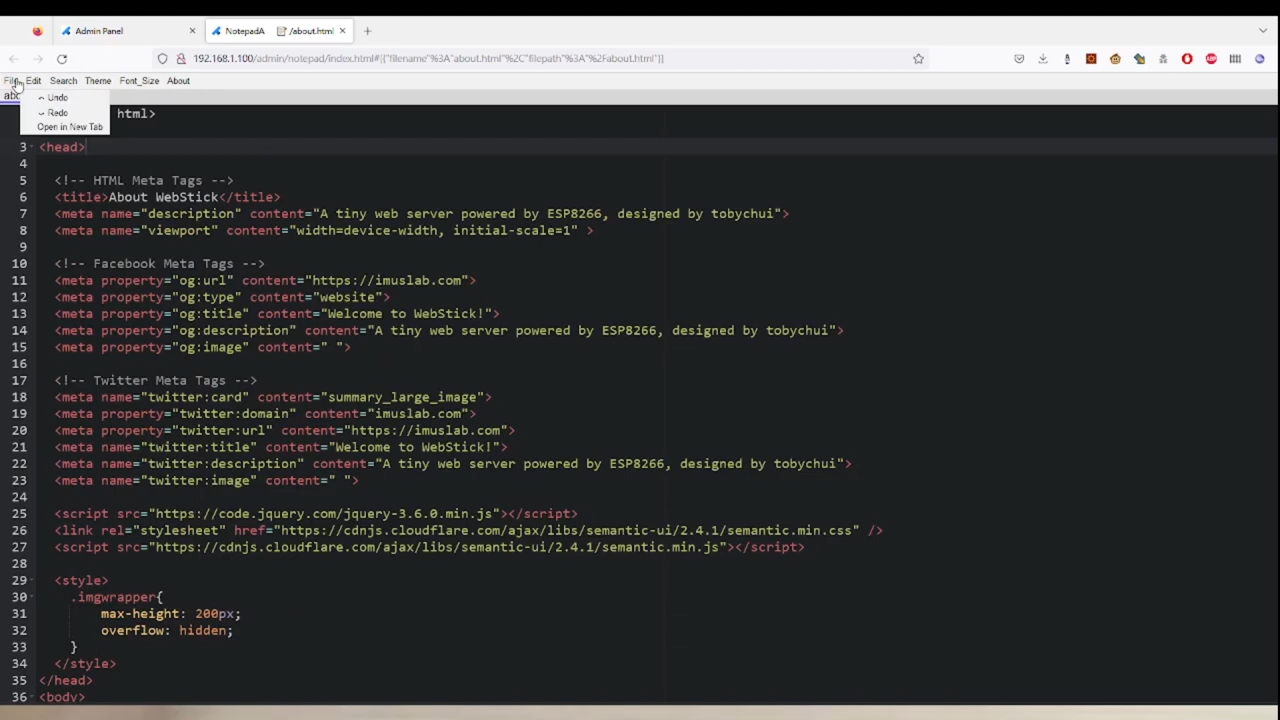 Admin Panel
NotepadA /about.html
192.168.1.100/admin/notepad/index.html#[{"filename"%3A"about.html"%2C"filepath"%3A"%2Fabout.html"}]
File Edit Search Theme Font_Size About
Undo
Redo
Open in New Tab
html>
3 <head>
4
5 <!-- HTML Meta Tags -->
6 <title>About WebStick</title>
7 <meta name="description" content="A tiny web server powered by ESP8266, designed by tobychui">
8 <meta name="viewport" content="width=device-width, initial-scale=1" >
9
10 <!-- Facebook Meta Tags -->
11 <meta property="og:url" content="https://imuslab.com">
12 <meta property="og:type" content="website">
13 <meta property="og:title" content="Welcome to WebStick!">
14 <meta property="og:description" content="A tiny web server powered by ESP8266, designed by tobychui">
15 <meta property="og:image" content=" ">
16
17 <!-- Twitter Meta Tags -->
18 <meta name="twitter:card" content="summary_large_image">
19 <meta property="twitter:domain" content="imuslab.com">
20 <meta property="twitter:url" content="https://imuslab.com">
21 <meta name="twitter:title" content="Welcome to WebStick!">
22 <meta name="twitter:description" content="A tiny web server powered by ESP8266, designed by tobychui">
23 <meta name="twitter:image" content=" ">
24
25 <script src="https://code.jquery.com/jquery-3.6.0.min.js"></script>
26 <link rel="stylesheet" href="https://cdnjs.cloudflare.com/ajax/libs/semantic-ui/2.4.1/semantic.min.css" />
27 <script src="https://cdnjs.cloudflare.com/ajax/libs/semantic-ui/2.4.1/semantic.min.js"></script>
28
29 <style>
30 .imgwrapper{
31 max-height: 200px;
32 overflow: hidden;
33 }
34 </style>
35 </head>
36 <body>